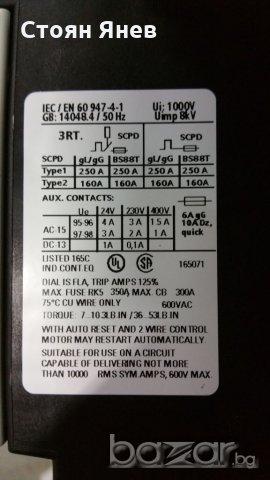 Стоян Янев
IEC / EN 60 947-4-1 Ui: 1000V
GB: 14048.4 / 50 Hz Uimp 8kV
3RT. SCPD SCPD
SCPD gL/gG BS88T gL/gG BS88T
Type1 250 A 250 A 250 A 250 A
Type2 160A 160A 160A 160A
AUX. CONTACTS:
Ue 24V 230V 400V 6A gG
AC-15 95 96 4 A 3 A 1.5 A 10A Dz,
97-98 3 A 2 A 1 A quick
DC-13 1A 0,1A -
LISTED 165C UL SP 165071
IND.CONT.EQ
DIAL IS FLA, TRIP AMPS 125%
MAX. FUSE RK5 350A, MAX. CB 300A
75°C CU WIRE ONLY 600VAC
TORQUE: 7...10.3LB.IN /36...53LB.IN
WITH AUTO RESET AND 2 WIRE CONTROL
MOTOR MAY RESTART AUTOMATICALLY.
SUITABLE FOR USE ON A CIRCUIT
CAPABLE OF DELIVERING NOT MORE
THAN 10000 RMS SYM.AMPS, 600V MAX.
bazar.bg